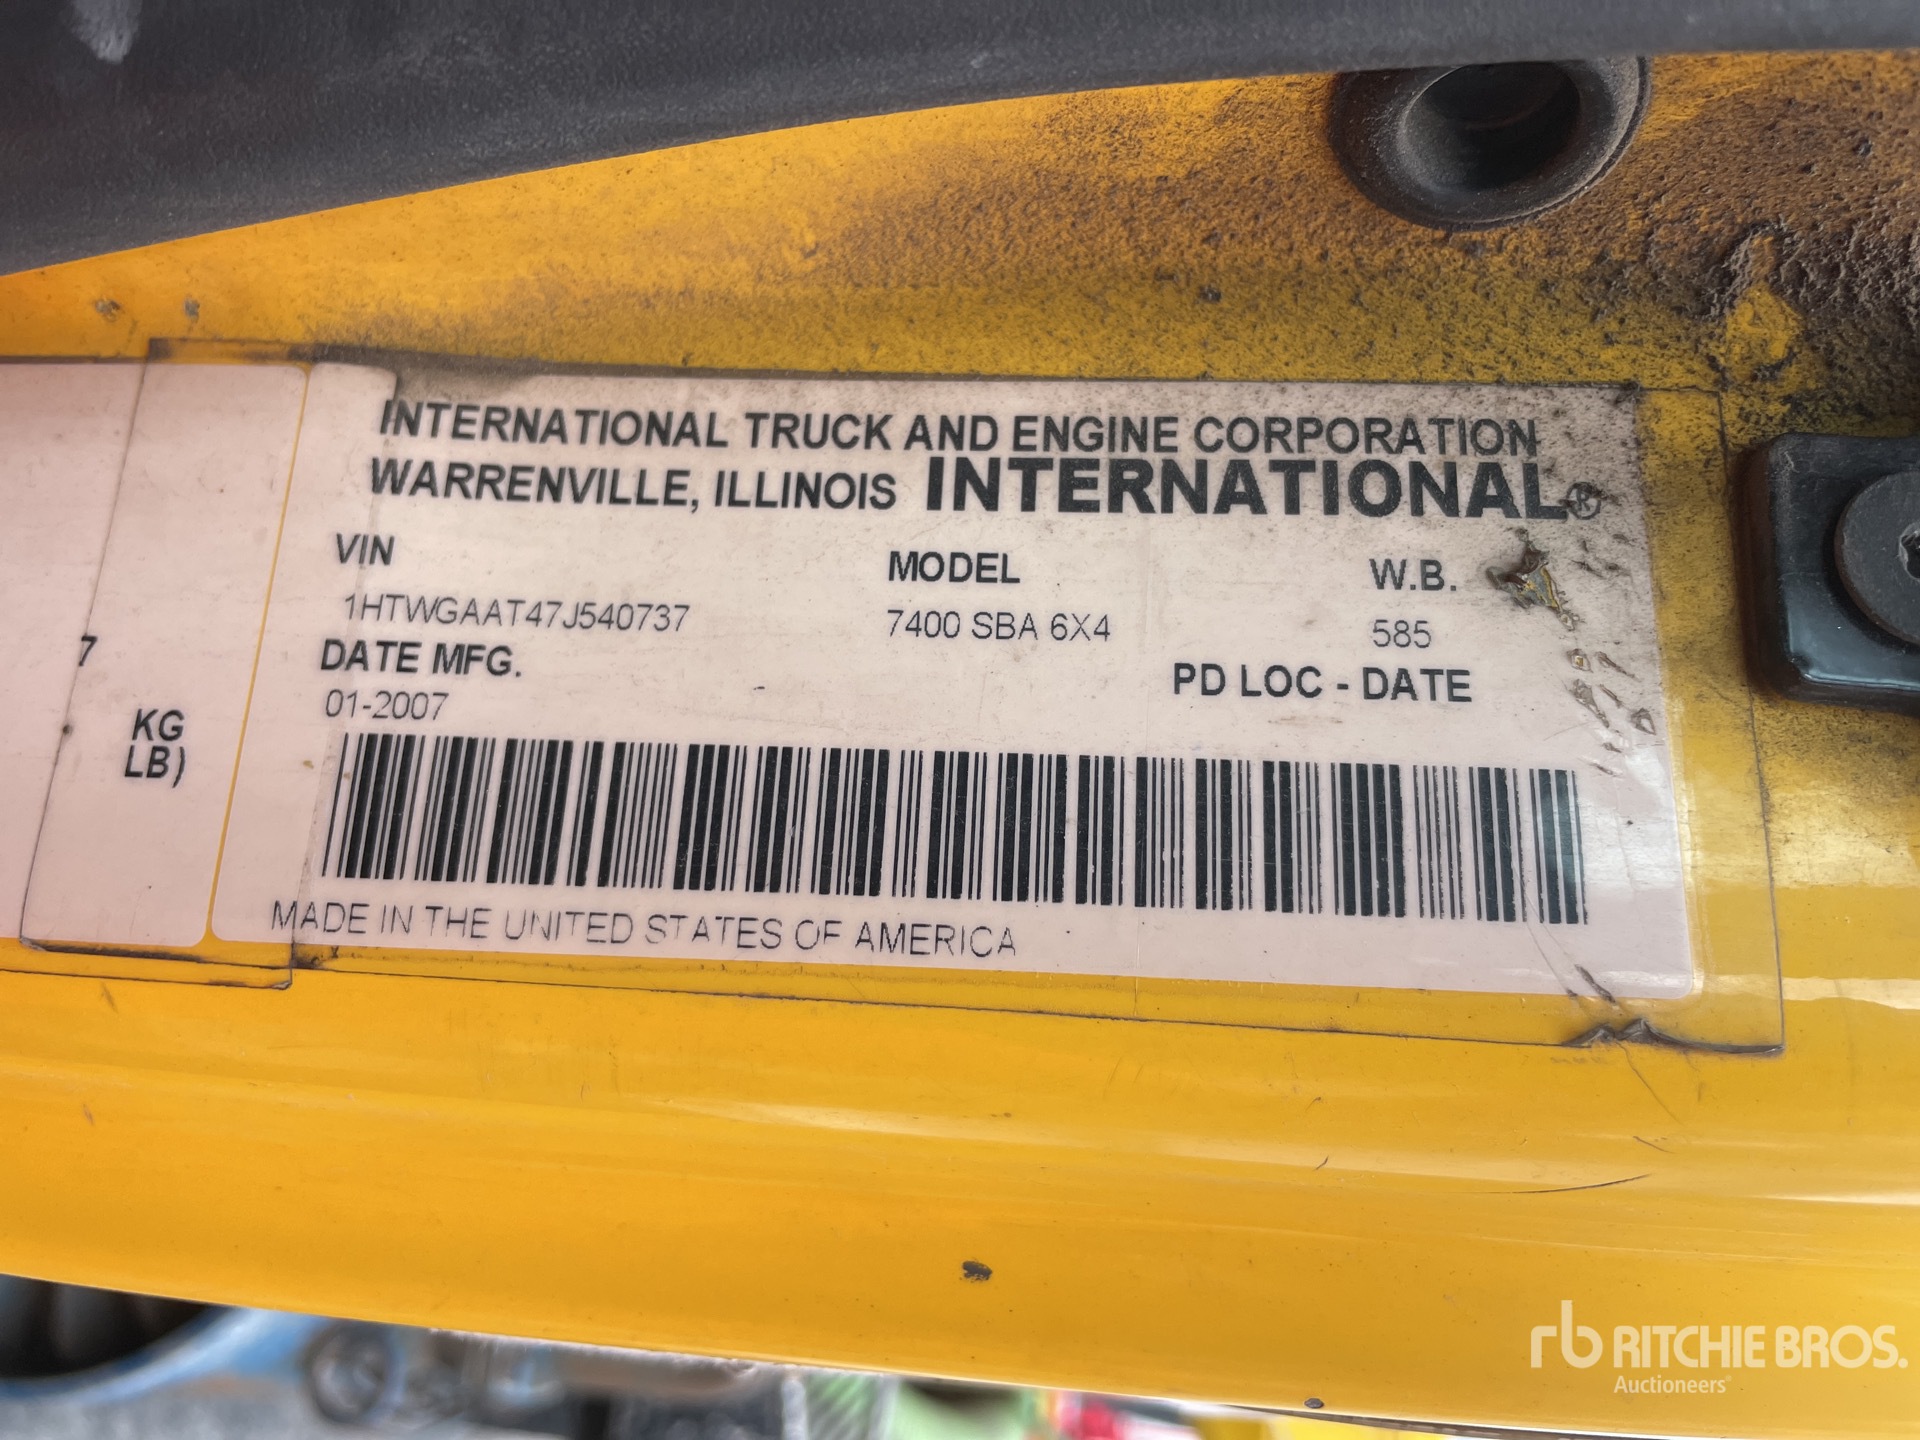 INTERNATIONAL TRUCK AND ENGINE CORPORATION
WARRENVILLE, ILLINOIS INTERNATIONAL®
VIN MODEL W.B.
1HTWGAAT47J540737 7400 SBA 6X4 585
DATE MFG. PD LOC - DATE
01-2007
MADE IN THE UNITED STATES OF AMERICA
7
KG
LB)
rb RITCHIE BROS.
Auctioneers